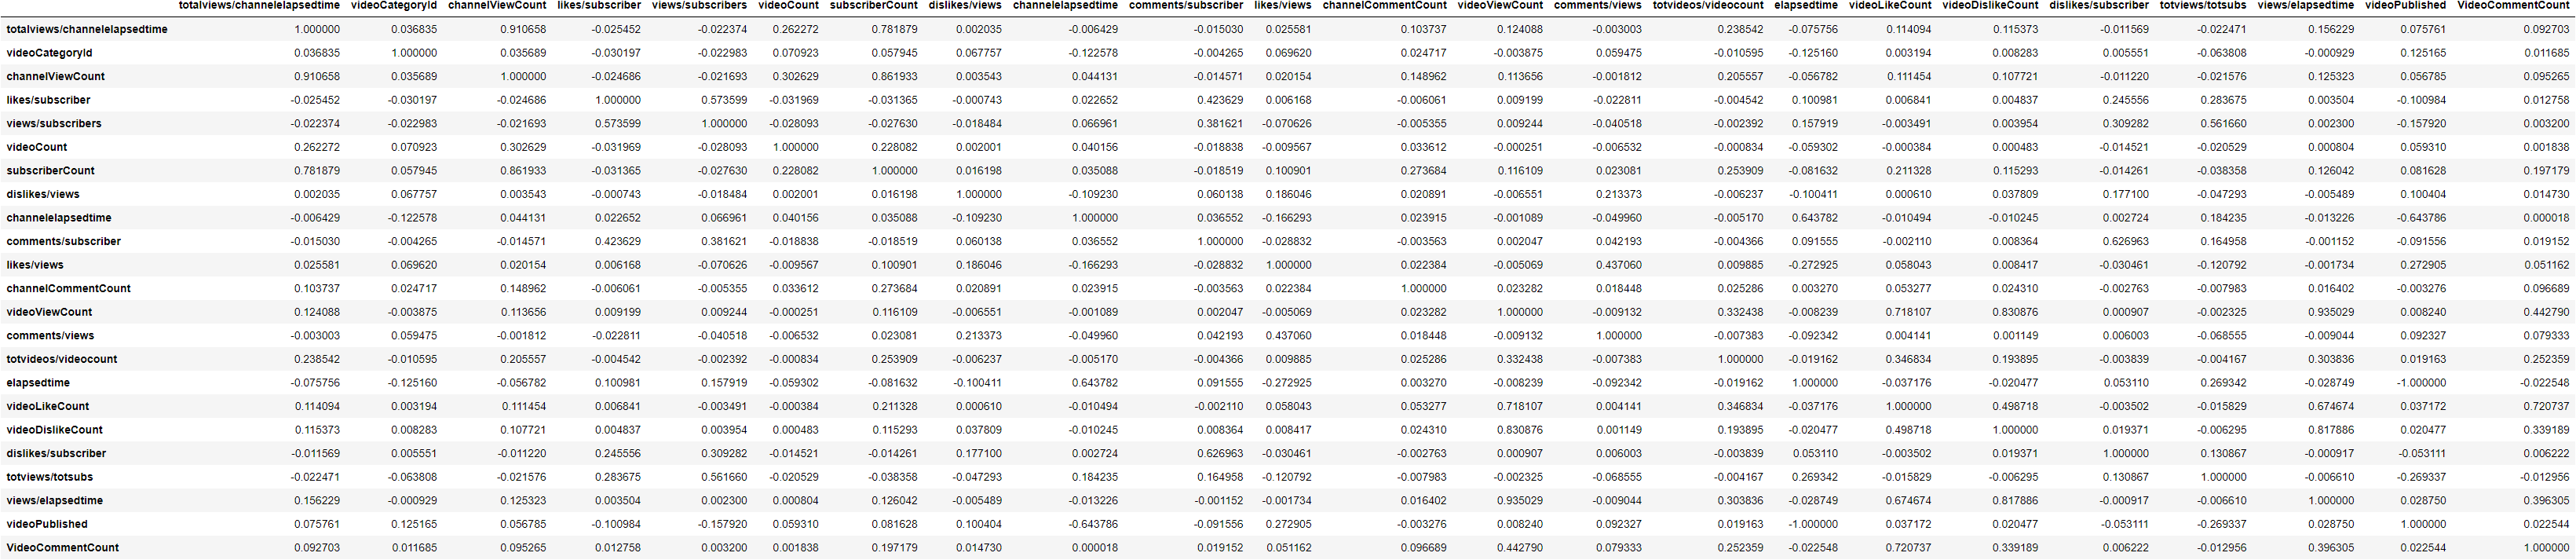 totalviews/channelelapsedtime videoCategoryId channelViewCount likes/subscriber views/subscribers videoCount subscriberCount dislikes/views channelelapsedtime comments/subscriber likes/views channelCommentCount videoViewCount comments/views totvideos/videocount elapsedtime videoLikeCount videoDislikeCount dislikes/subscriber totviews/totsubs views/elapsedtime videoPublished VideoCommentCount
totalviews/channelelapsedtime 1.000000 0.036835 0.910658 -0.025452 -0.022374 0.262272 0.781879 0.002035 -0.006429 -0.015030 0.025581 0.103737 0.124088 -0.003003 0.238542 -0.075756 0.114094 0.115373 -0.011569 -0.022471 0.156229 0.075761 0.092703
videoCategoryId 0.036835 1.000000 0.035689 -0.030197 -0.022983 0.070923 0.057945 0.067757 -0.122578 -0.004265 0.069620 0.024717 -0.003875 0.059475 -0.010595 -0.125160 0.003194 0.008283 0.005551 -0.063808 -0.000929 0.125165 0.011685
channelViewCount 0.910658 0.035689 1.000000 -0.024686 -0.021693 0.302629 0.861933 0.003543 0.044131 -0.014571 0.020154 0.148962 0.113656 -0.001812 0.205557 -0.056782 0.111454 0.107721 -0.011220 -0.021576 0.125323 0.056785 0.095265
likes/subscriber -0.025452 -0.030197 -0.024686 1.000000 0.573599 -0.031969 -0.031365 -0.000743 0.022652 0.423629 0.006168 -0.006061 0.009199 -0.022811 -0.004542 0.100981 0.006841 0.004837 0.245556 0.283675 0.003504 -0.100984 0.012758
views/subscribers -0.022374 -0.022983 -0.021693 0.573599 1.000000 -0.028093 -0.027630 -0.018484 0.066961 0.381621 -0.070626 -0.005355 0.009244 -0.040518 -0.002392 0.157919 -0.003491 0.003954 0.309282 0.561660 0.002300 -0.157920 0.003200
videoCount 0.262272 0.070923 0.302629 -0.031969 -0.028093 1.000000 0.228082 0.002001 0.040156 -0.018838 -0.009567 0.033612 -0.000251 -0.006532 -0.000834 -0.059302 -0.000384 0.000483 -0.014521 -0.020529 0.000804 0.059310 0.001838
subscriberCount 0.781879 0.057945 0.861933 -0.031365 -0.027630 0.228082 1.000000 0.016198 0.035088 -0.018519 0.100901 0.273684 0.116109 0.023081 0.253909 -0.081632 0.211328 0.115293 -0.014261 -0.038358 0.126042 0.081628 0.197179
dislikes/views 0.002035 0.067757 0.003543 -0.000743 -0.018484 0.002001 0.016198 1.000000 -0.109230 0.060138 0.186046 0.020891 -0.006551 0.213373 -0.006237 -0.100411 0.000610 0.037809 0.177100 -0.047293 -0.005489 0.100404 0.014730
channelelapsedtime -0.006429 -0.122578 0.044131 0.022652 0.066961 0.040156 0.035088 -0.109230 1.000000 0.036552 -0.166293 0.023915 -0.001089 -0.049960 -0.005170 0.643782 -0.010494 -0.010245 0.002724 0.184235 -0.013226 -0.643786 0.000018
comments/subscriber -0.015030 -0.004265 -0.014571 0.423629 0.381621 -0.018838 -0.018519 0.060138 0.036552 1.000000 -0.028832 -0.003563 0.002047 0.042193 -0.004366 0.091555 -0.002110 0.008364 0.626963 0.164958 -0.001152 -0.091556 0.019152
likes/views 0.025581 0.069620 0.020154 0.006168 -0.070626 -0.009567 0.100901 0.186046 -0.166293 -0.028832 1.000000 0.022384 -0.005069 0.437060 0.009885 -0.272925 0.058043 0.008417 -0.030461 -0.120792 -0.001734 0.272905 0.051162
channelCommentCount 0.103737 0.024717 0.148962 -0.006061 -0.005355 0.033612 0.273684 0.020891 0.023915 -0.003563 0.022384 1.000000 0.023282 0.018448 0.025286 0.003270 0.053277 0.024310 -0.002763 -0.007983 0.016402 -0.003276 0.096689
videoViewCount 0.124088 -0.003875 0.113656 0.009199 0.009244 -0.000251 0.116109 -0.006551 -0.001089 0.002047 -0.005069 0.023282 1.000000 -0.009132 0.332438 -0.008239 0.718107 0.830876 0.000907 -0.002325 0.935029 0.008240 0.442790
comments/views -0.003003 0.059475 -0.001812 -0.022811 -0.040518 -0.006532 0.023081 0.213373 -0.049960 0.042193 0.437060 0.018448 -0.009132 1.000000 -0.007383 -0.092342 0.004141 0.001149 0.006003 -0.068555 -0.009044 0.092327 0.079333
totvideos/videocount 0.238542 -0.010595 0.205557 -0.004542 -0.002392 -0.000834 0.253909 -0.006237 -0.005170 -0.004366 0.009885 0.025286 0.332438 -0.007383 1.000000 -0.019162 0.346834 0.193895 -0.003839 -0.004167 0.303836 0.019163 0.252359
elapsedtime -0.075756 -0.125160 -0.056782 0.100981 0.157919 -0.059302 -0.081632 -0.100411 0.643782 0.091555 -0.272925 0.003270 -0.008239 -0.092342 -0.019162 1.000000 -0.037176 -0.020477 0.053110 0.269342 -0.028749 -1.000000 -0.022548
videoLikeCount 0.114094 0.003194 0.111454 0.006841 -0.003491 -0.000384 0.211328 0.000610 -0.010494 -0.002110 0.058043 0.053277 0.718107 0.004141 0.346834 -0.037176 1.000000 0.498718 -0.003502 -0.015829 0.674674 0.037172 0.720737
videoDislikeCount 0.115373 0.008283 0.107721 0.004837 0.003954 0.000483 0.115293 0.037809 -0.010245 0.008364 0.008417 0.024310 0.830876 0.001149 0.193895 -0.020477 0.498718 1.000000 0.019371 -0.006295 0.817886 0.020477 0.339189
dislikes/subscriber -0.011569 0.005551 -0.011220 0.245556 0.309282 -0.014521 -0.014261 0.177100 0.002724 0.626963 -0.030461 -0.002763 0.000907 0.006003 -0.003839 0.053110 -0.003502 0.019371 1.000000 0.130867 -0.000917 -0.053111 0.006222
totviews/totsubs -0.022471 -0.063808 -0.021576 0.283675 0.561660 -0.020529 -0.038358 -0.047293 0.184235 0.164958 -0.120792 -0.007983 -0.002325 -0.068555 -0.004167 0.269342 -0.015829 -0.006295 0.130867 1.000000 -0.006610 -0.269337 -0.012956
views/elapsedtime 0.156229 -0.000929 0.125323 0.003504 0.002300 0.000804 0.126042 -0.005489 -0.013226 -0.001152 -0.001734 0.016402 0.935029 -0.009044 0.303836 -0.028749 0.674674 0.817886 -0.000917 -0.006610 1.000000 0.028750 0.396305
videoPublished 0.075761 0.125165 0.056785 -0.100984 -0.157920 0.059310 0.081628 0.100404 -0.643786 -0.091556 0.272905 -0.003276 0.008240 0.092327 0.019163 -1.000000 0.037172 0.020477 -0.053111 -0.269337 0.028750 1.000000 0.022544
VideoCommentCount 0.092703 0.011685 0.095265 0.012758 0.003200 0.001838 0.197179 0.014730 0.000018 0.019152 0.051162 0.096689 0.442790 0.079333 0.252359 -0.022548 0.720737 0.339189 0.006222 -0.012956 0.396305 0.022544 1.000000